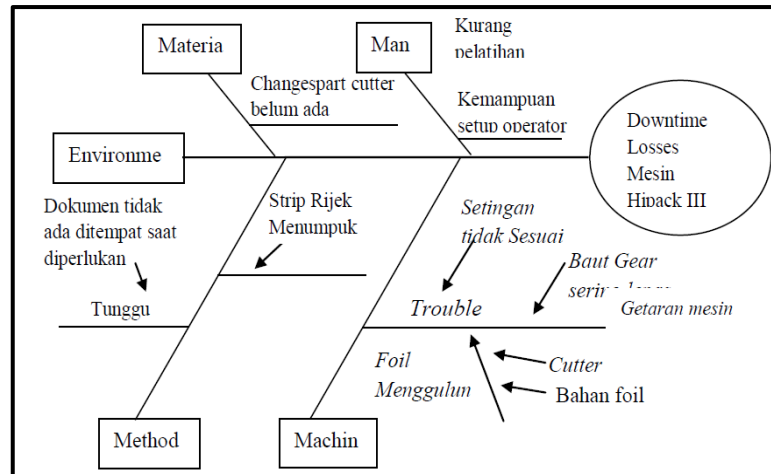 Materia
Man
Kurang
pelatihan
Changespart cutter
belum ada
Kemampuan
setup operator
Environme
Downtime
Losses
Mesin
Hipack III
Dokumen tidak
ada ditempat saat
diperlukan
Strip Rijek
Menumpuk
Setingan
tidak Sesuai
Baut Gear
Tunggu
Trouble
Getaran mesin
Foil
Menggulun
Cutter
Bahan foil
Method
Machin